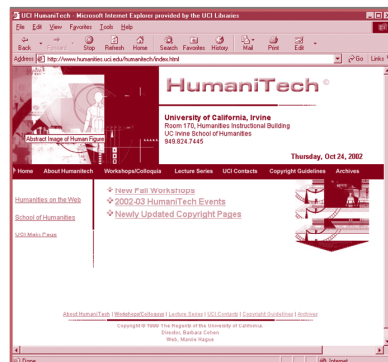 UCI HumaniTech - Microsoft Internet Explorer provided by the UCI Libraries
File Edit View Favorites Tools Help
Back Forward Stop Refresh Home Search Favorites History Mail Print Edit
Address http://www.humanities.uci.edu/humanitech/index.html Go Links
HumaniTech©
University of California, Irvine
Room 170, Humanities Instructional Building
UC Irvine School of Humanities
949.824.7445
Abstract Image of Human Figure
Thursday, Oct 24, 2002
Home About Humanitech Workshops/Colloquia Lecture Series UCI Contacts Copyright Guidelines Archives
New Fall Workshops
2002-03 HumaniTech Events
Newly Updated Copyright Pages
Humanities on the Web
School of Humanities
UCI Main Page
About HumaniTech | Workshops/Colloquia | Lecture Series | UCI Contacts | Copyright Guidelines | Archives
Copyright © 1999 The Regents of the University of California.
Director, Barbara Cohen
Web, Marcie Hague
Done Internet